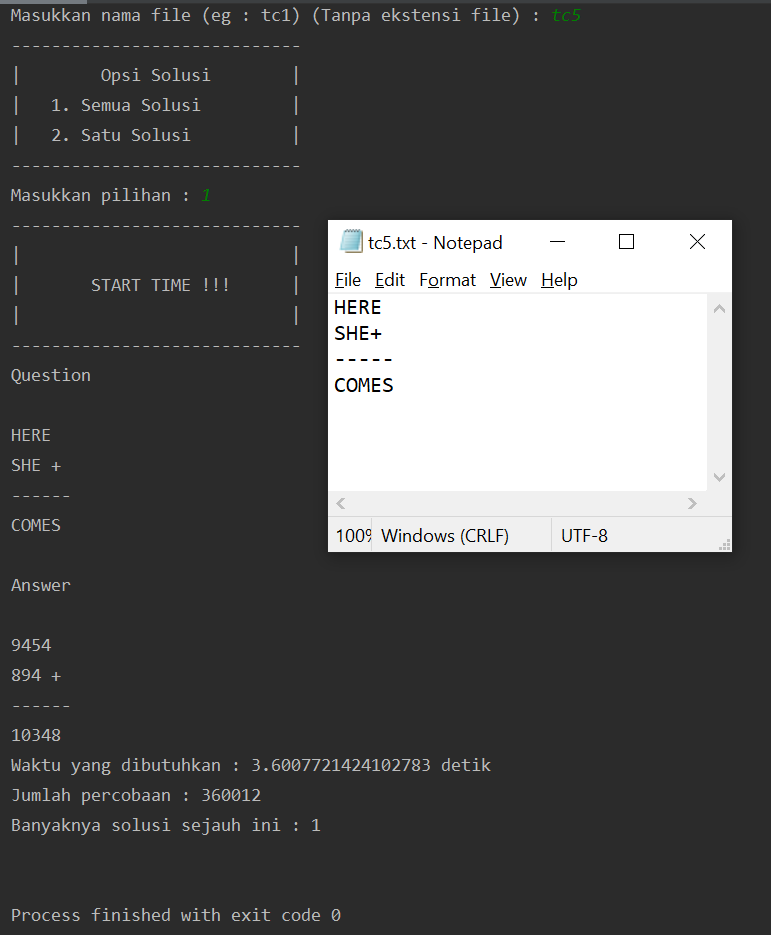 Masukkan nama file (eg : tc1) (Tanpa ekstensi file) : tc5
-----------------------------
|        Opsi Solusi        |
|   1. Semua Solusi         |
|   2. Satu Solusi          |
-----------------------------
Masukkan pilihan : 1
-----------------------------
|                           |
|       START TIME !!!      |
|                           |
-----------------------------
Question
HERE
SHE +
------
COMES
Answer
9454
894 +
------
10348
Waktu yang dibutuhkan : 3.6007721424102783 detik
Jumlah percobaan : 360012
Banyaknya solusi sejauh ini : 1
Process finished with exit code 0
tc5.txt - Notepad
File Edit Format View Help
HERE
SHE+
-----
COMES
100% Windows (CRLF) UTF-8